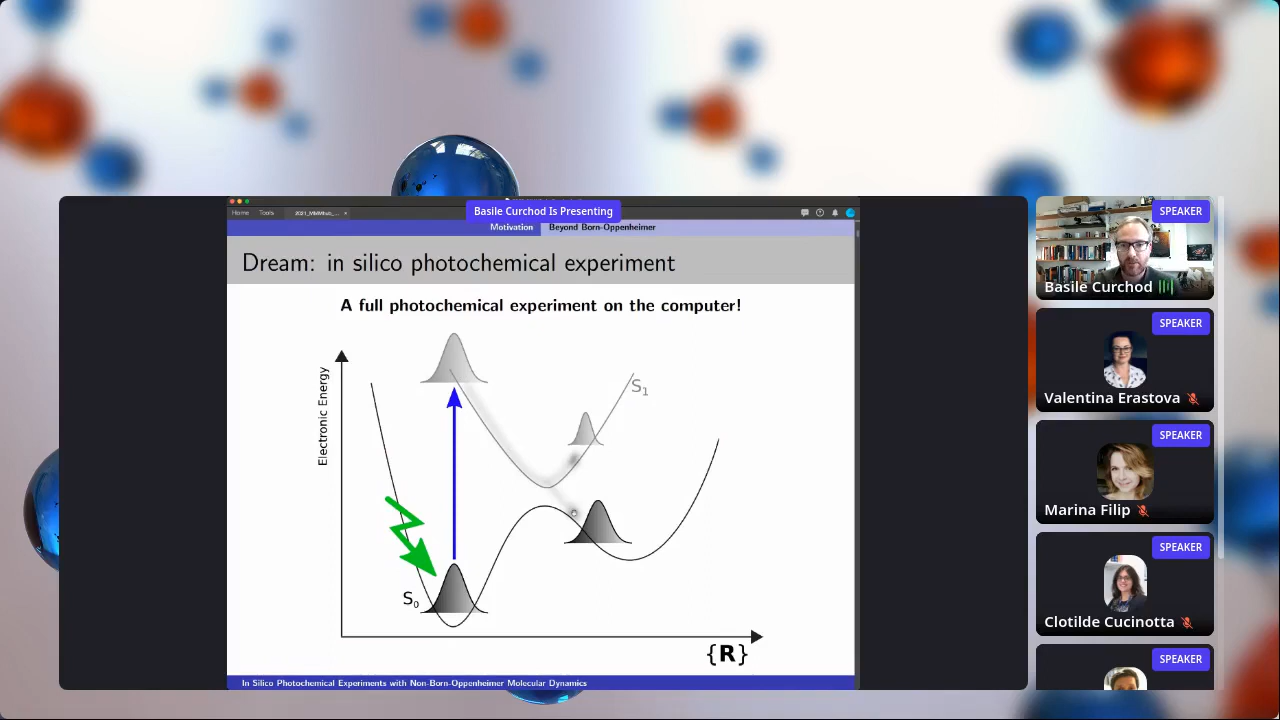 Home Tools 2021_MMMhub_... ×
Basile Curchod Is Presenting
Motivation Beyond Born-Oppenheimer
Dream: in silico photochemical experiment
A full photochemical experiment on the computer!
Electronic Energy
S1
S0
{R}
In Silico Photochemical Experiments with Non-Born-Oppenheimer Molecular Dynamics
SPEAKER
Basile Curchod
SPEAKER
Valentina Erastova
SPEAKER
Marina Filip
SPEAKER
Clotilde Cucinotta
SPEAKER